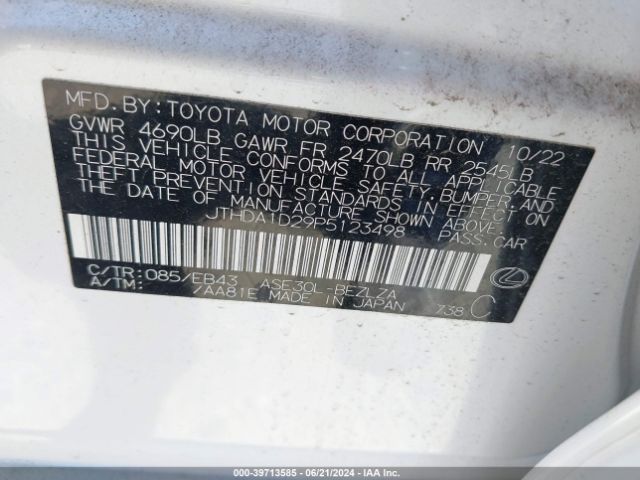 MFD. BY: TOYOTA MOTOR CORPORATION 10/22
GVWR 4690LB GAWR FR 2470LB RR 2545LB
THIS VEHICLE CONFORMS TO ALL APPLICABLE
FEDERAL MOTOR VEHICLE SAFETY, BUMPER, AND
THEFT PREVENTION STANDARDS IN EFFECT ON
THE DATE OF MANUFACTURE SHOWN ABOVE.
JTHDA1D29P5123498 PASS. CAR
C/TR: 085/EB43 ASE30L-BEZLZA
A/TM: /AA81E MADE IN JAPAN 738 C
000-39713585 / 06/21/2024 / © Copyright 2024, IAA Inc.